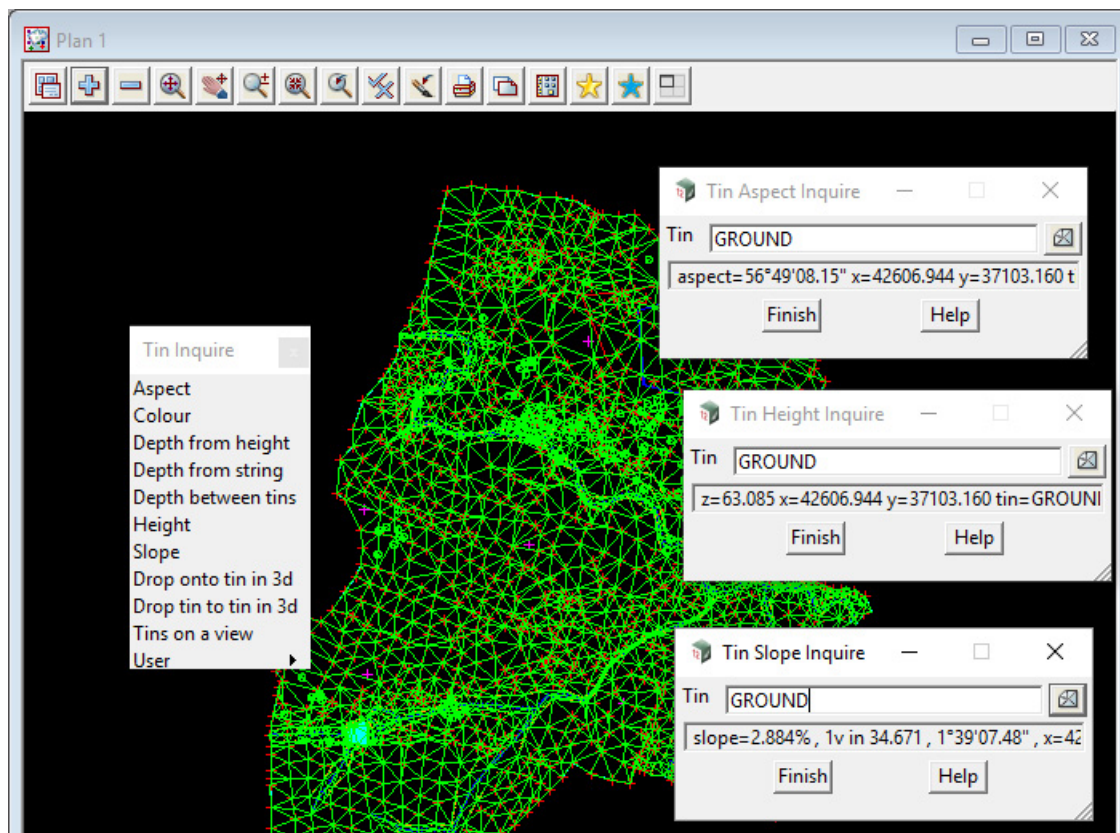 Plan 1
Tin Aspect Inquire
Tin GROUND
aspect=56°49'08.15" x=42606.944 y=37103.160 t
Finish Help
Tin Inquire
Aspect
Colour
Depth from height
Depth from string
Depth between tins
Height
Slope
Drop onto tin in 3d
Drop tin to tin in 3d
Tins on a view
User
Tin Height Inquire
Tin GROUND
z=63.085 x=42606.944 y=37103.160 tin=GROUNI
Finish Help
Tin Slope Inquire
Tin GROUND
slope=2.884% , 1v in 34.671 , 1°39'07.48" , x=42
Finish Help